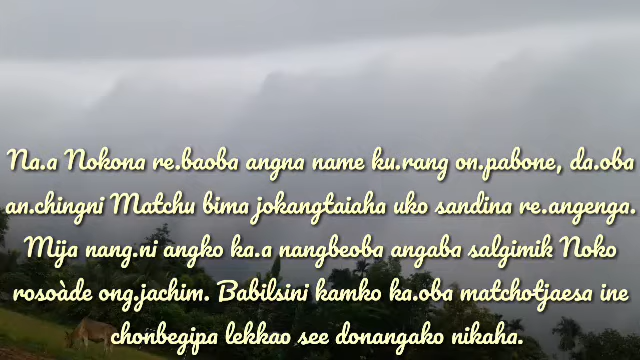 Na.a Nokona re.baoba angna name ku.rang on.pabone, da.oba
an.chingni Matchu bima jokangtaiaha uko sandina re.angenga.
Mija nang.ni angko ka.a nangbeoba angaba salgimik Noko
rosoàde ong.jachim. Babilsini kamko ka.oba matchotjaesa ine
chonbegipa lekkao see donangako nikaha.